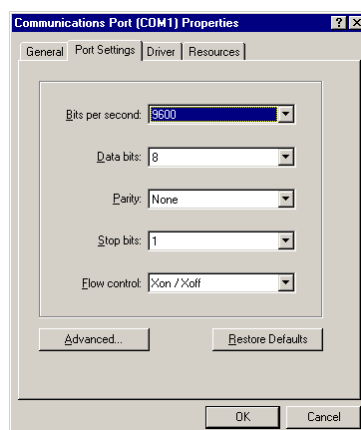 Communications Port (COM1) Properties
General Port Settings Driver Resources
Bits per second: 9600
Data bits: 8
Parity: None
Stop bits: 1
Flow control: Xon / Xoff
Advanced... Restore Defaults
OK Cancel